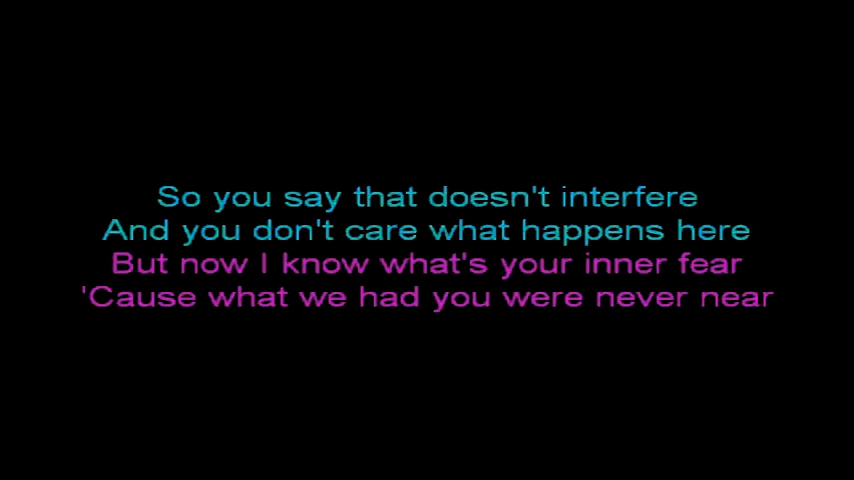 So you say that doesn't interfere
And you don't care what happens here
But now I know what's your inner fear
'Cause what we had you were never near